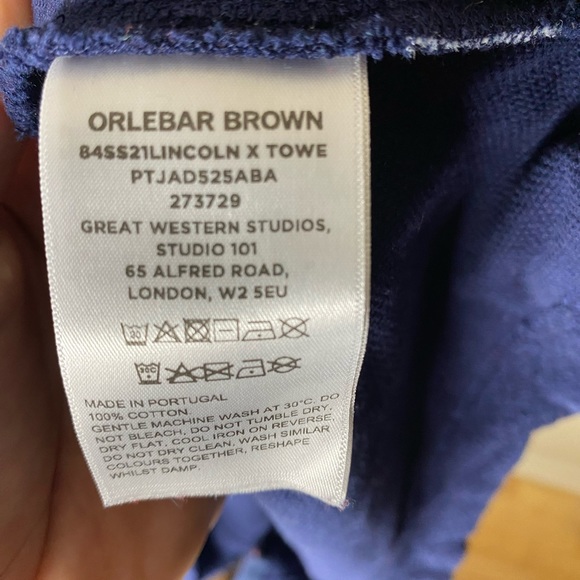 ORLEBAR BROWN
84SS21LINCOLN X TOWE
PTJAD525ABA
273729
GREAT WESTERN STUDIOS,
STUDIO 101
65 ALFRED ROAD,
LONDON, W2 5EU
30
30C
MADE IN PORTUGAL
100% COTTON.
GENTLE MACHINE WASH AT 30°C. DO
NOT BLEACH, DO NOT TUMBLE DRY,
DRY FLAT. COOL IRON ON REVERSE,
DO NOT DRY CLEAN, WASH SIMILAR
COLOURS TOGETHER, RESHAPE
WHILST DAMP.